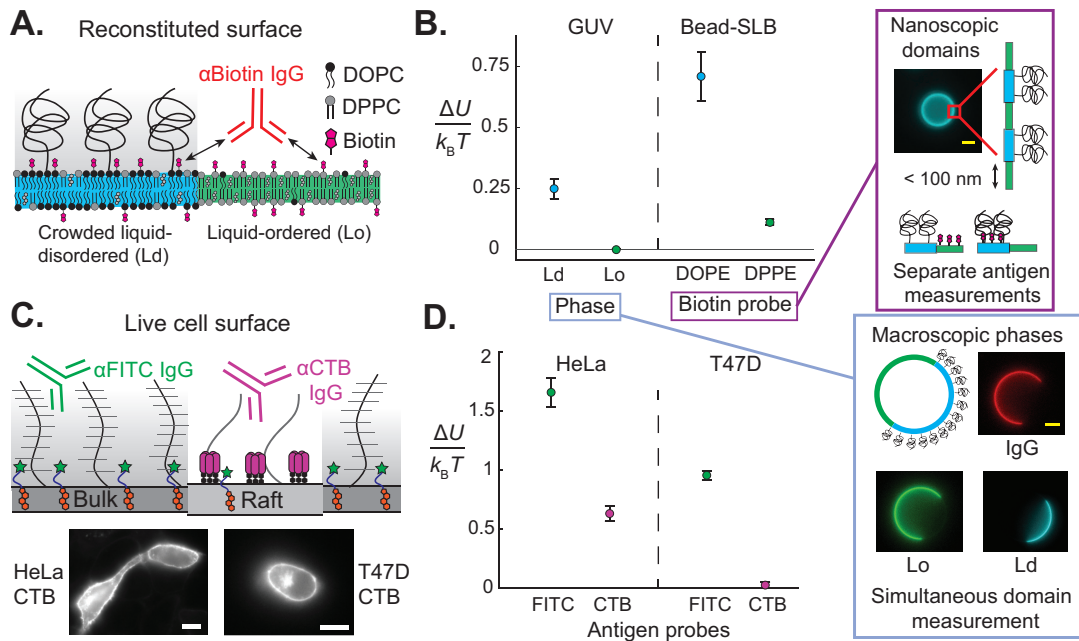 A.
Reconstituted surface
αBiotin IgG
DOPC
DPPC
Biotin
Crowded liquid-
disordered (Ld)
Liquid-ordered (Lo)
B.
GUV
Bead-SLB
ΔU
k_BT
0.75
0.5
0.25
0
Ld
Lo
DOPE
DPPE
Phase
Biotin probe
Nanoscopic
domains
< 100 nm
Separate antigen
measurements
C.
Live cell surface
αFITC IgG
αCTB
IgG
Bulk
Raft
HeLa
CTB
T47D
CTB
D.
HeLa
T47D
ΔU
k_BT
2
1.5
1
0.5
0
FITC
CTB
FITC
CTB
Antigen probes
Macroscopic phases
IgG
Lo
Ld
Simultaneous domain
measurement